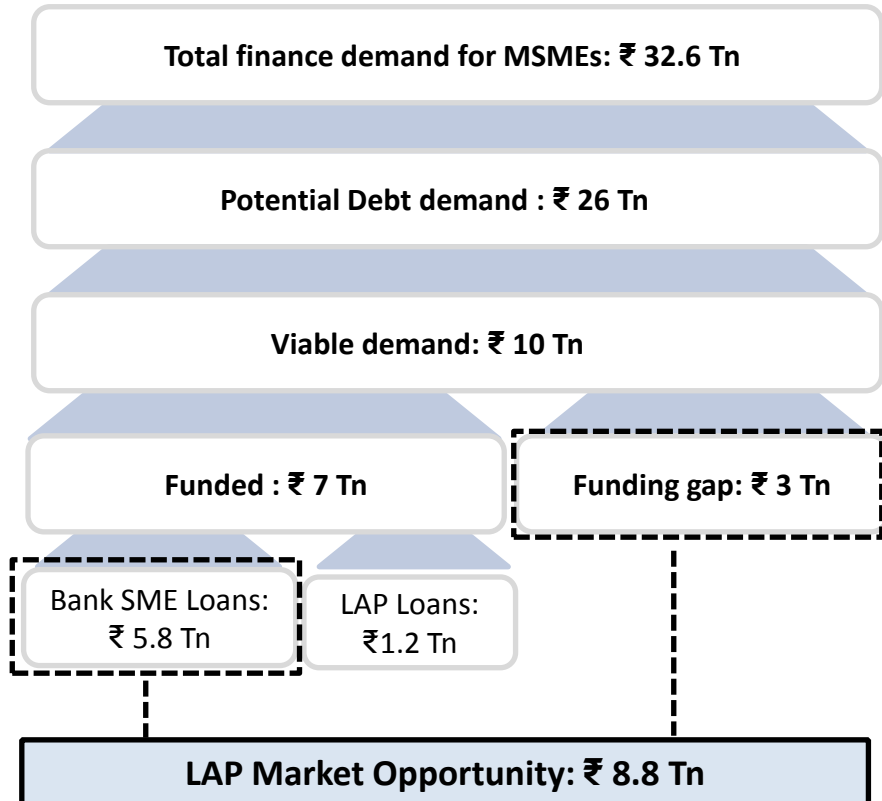 Total finance demand for MSMEs: ₹ 32.6 Tn
Potential Debt demand : ₹ 26 Tn
Viable demand: ₹ 10 Tn
Funded : ₹ 7 Tn
Funding gap: ₹ 3 Tn
Bank SME Loans:
₹ 5.8 Tn
LAP Loans:
₹1.2 Tn
LAP Market Opportunity: ₹ 8.8 Tn